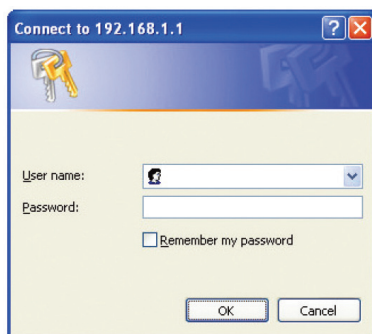 Connect to 192.168.1.1
User name:
Password:
Remember my password
OK
Cancel